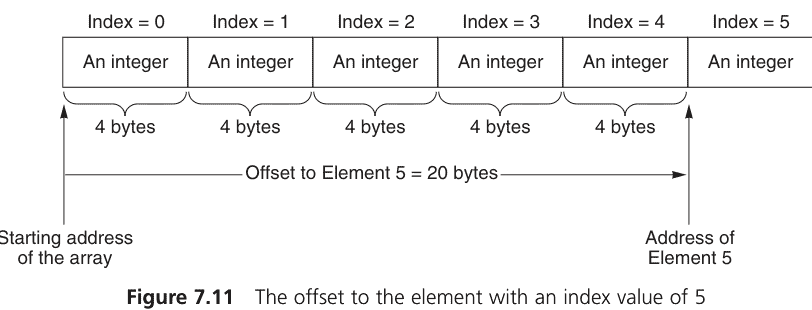 Index = 0 Index = 1 Index = 2 Index = 3 Index = 4 Index = 5
An integer An integer An integer An integer An integer An integer
4 bytes 4 bytes 4 bytes 4 bytes 4 bytes
Offset to Element 5 = 20 bytes
Starting address
of the array
Address of
Element 5
Figure 7.11 The offset to the element with an index value of 5